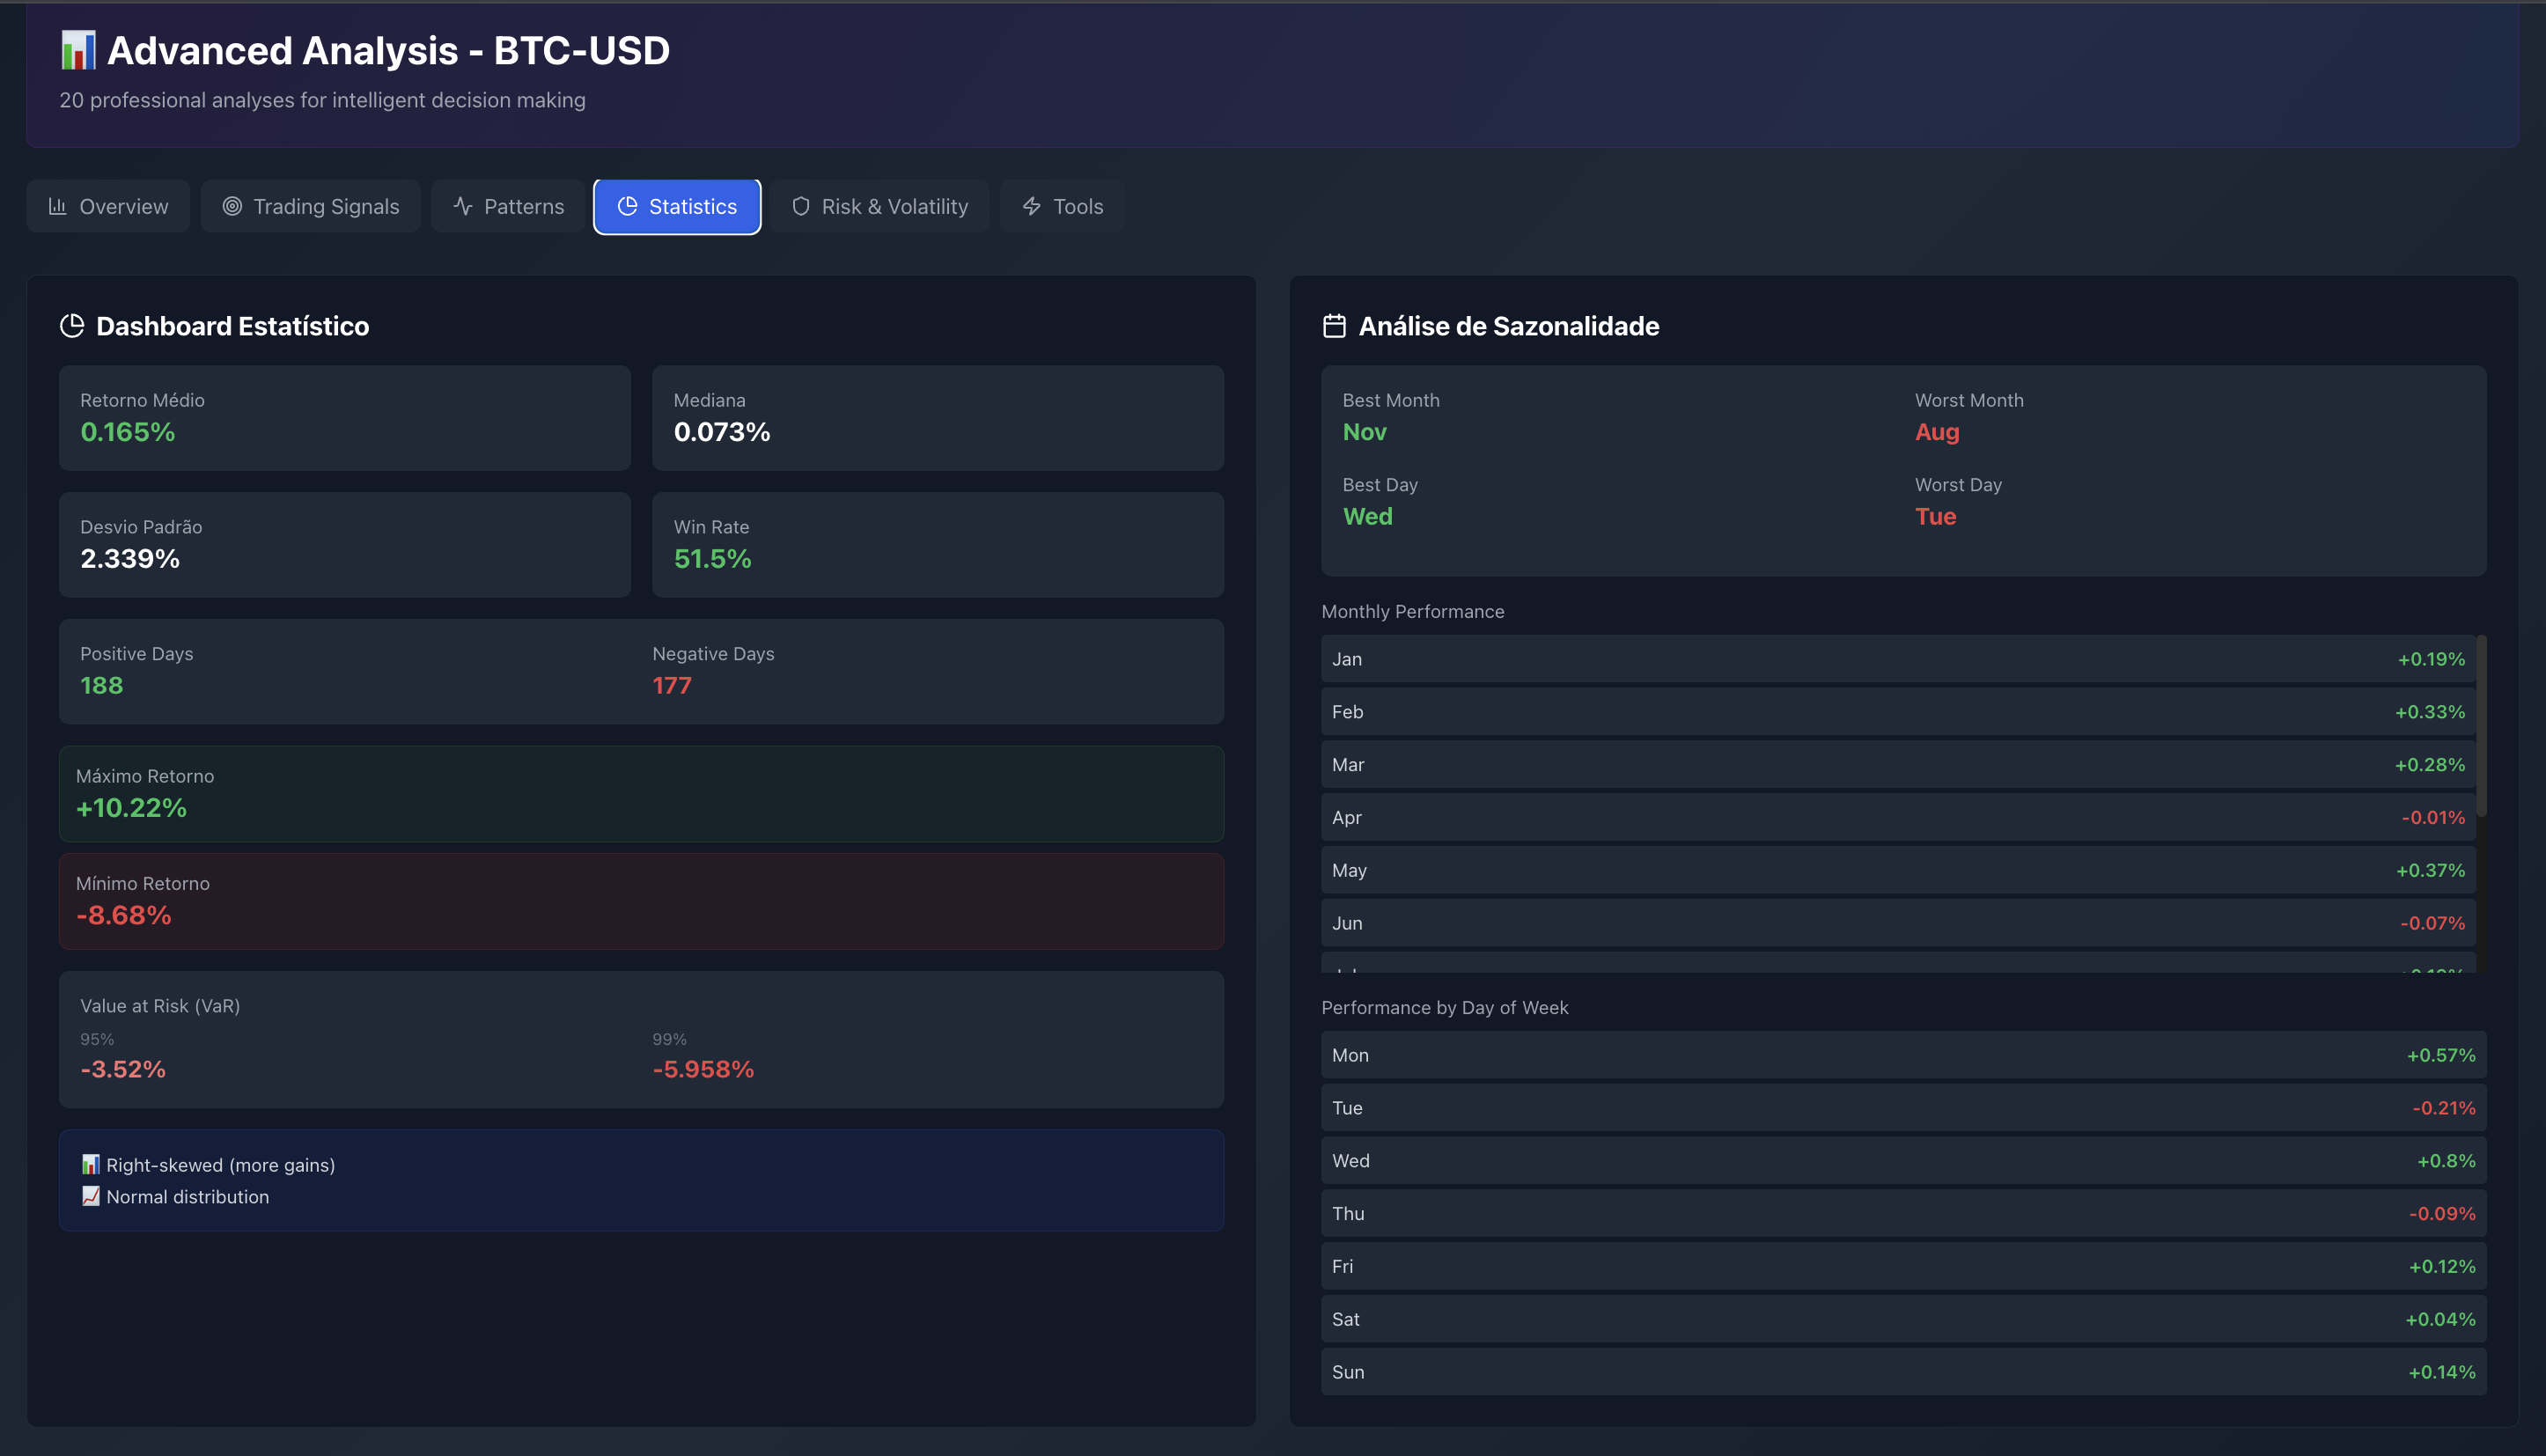 📊 Advanced Analysis - BTC-USD
20 professional analyses for intelligent decision making
Overview
Trading Signals
Patterns
Statistics
Risk & Volatility
Tools
Dashboard Estatístico
Retorno Médio
0.165%
Mediana
0.073%
Desvio Padrão
2.339%
Win Rate
51.5%
Positive Days
188
Negative Days
177
Máximo Retorno
+10.22%
Mínimo Retorno
-8.68%
Value at Risk (VaR)
95%
-3.52%
99%
-5.958%
📊 Right-skewed (more gains)
📈 Normal distribution
Análise de Sazonalidade
Best Month
Nov
Worst Month
Aug
Best Day
Wed
Worst Day
Tue
Monthly Performance
Jan +0.19%
Feb +0.33%
Mar +0.28%
Apr -0.01%
May +0.37%
Jun -0.07%
Performance by Day of Week
Mon +0.57%
Tue -0.21%
Wed +0.8%
Thu -0.09%
Fri +0.12%
Sat +0.04%
Sun +0.14%